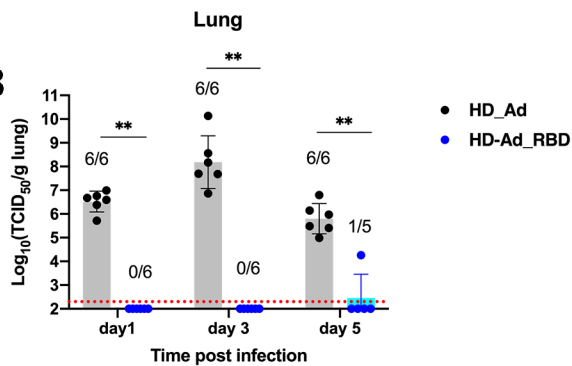 Lung
**
6/6
**
6/6
**
6/6
0/6
0/6
1/5
11
10
9
8
7
6
5
4
3
2
Log10(TCID50/g lung)
day1
day 3
day 5
Time post infection
HD_Ad
HD-Ad_RBD